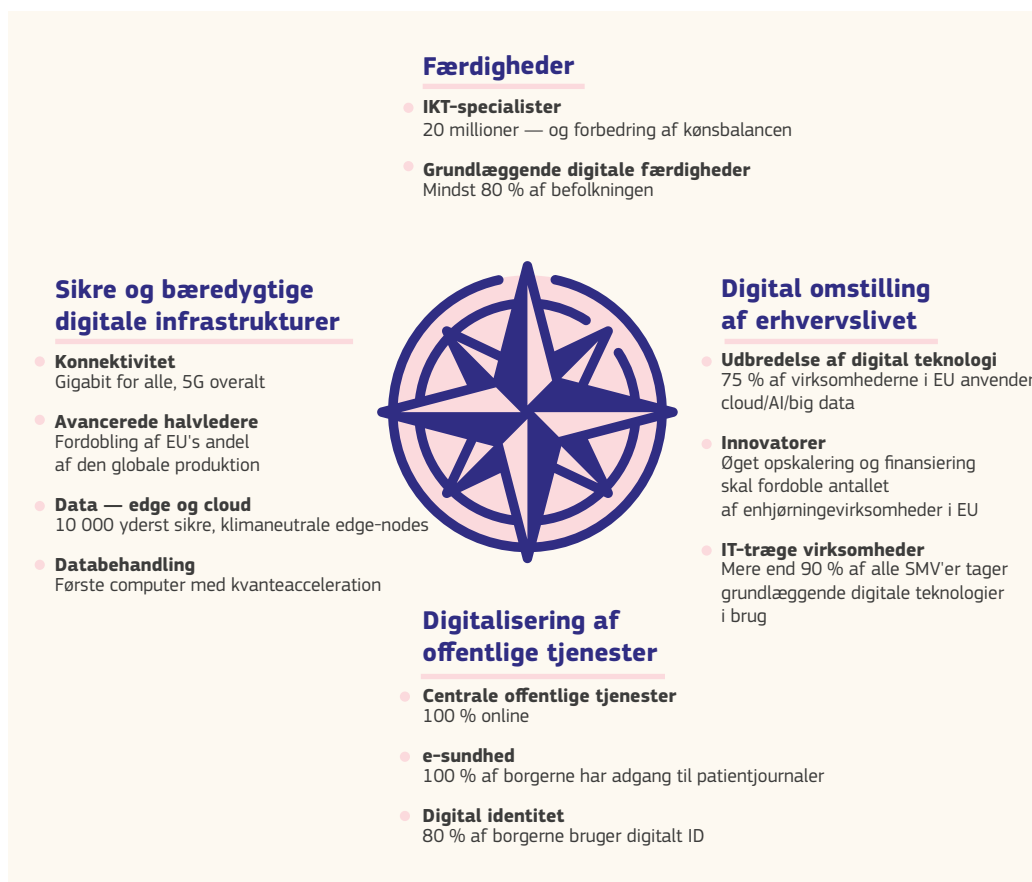 Færdigheder
IKT-specialister
20 millioner — og forbedring af kønsbalancen
Grundlæggende digitale færdigheder
Mindst 80 % af befolkningen
Sikre og bæredygtige
digitale infrastrukturer
Konnektivitet
Gigabit for alle, 5G overalt
Avancerede halvledere
Fordobling af EU's andel
af den globale produktion
Data — edge og cloud
10 000 yderst sikre, klimaneutrale edge-nodes
Databehandling
Første computer med kvanteacceleration
Digital omstilling
af erhvervslivet
Udbredelse af digital teknologi
75 % af virksomhederne i EU anvender
cloud/AI/big data
Innovatorer
Øget opskalering og finansiering
skal fordoble antallet
af enhjørningevirksomheder i EU
IT-træge virksomheder
Mere end 90 % af alle SMV'er tager
grundlæggende digitale teknologier
i brug
Digitalisering af
offentlige tjenester
Centrale offentlige tjenester
100 % online
e-sundhed
100 % af borgerne har adgang til patientjournaler
Digital identitet
80 % af borgerne bruger digitalt ID